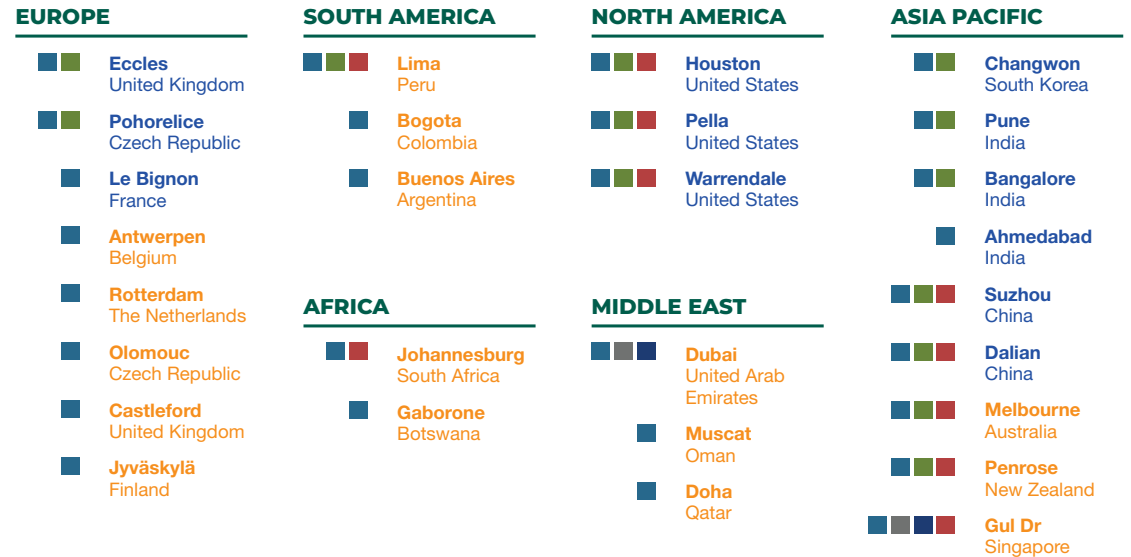 EUROPE
Eccles
United Kingdom
Pohorelice
Czech Republic
Le Bignon
France
Antwerpen
Belgium
Rotterdam
The Netherlands
Olomouc
Czech Republic
Castleford
United Kingdom
Jyväskylä
Finland
SOUTH AMERICA
Lima
Peru
Bogota
Colombia
Buenos Aires
Argentina
AFRICA
Johannesburg
South Africa
Gaborone
Botswana
NORTH AMERICA
Houston
United States
Pella
United States
Warrendale
United States
MIDDLE EAST
Dubai
United Arab
Emirates
Muscat
Oman
Doha
Qatar
ASIA PACIFIC
Changwon
South Korea
Pune
India
Bangalore
India
Ahmedabad
India
Suzhou
China
Dalian
China
Melbourne
Australia
Penrose
New Zealand
Gul Dr
Singapore